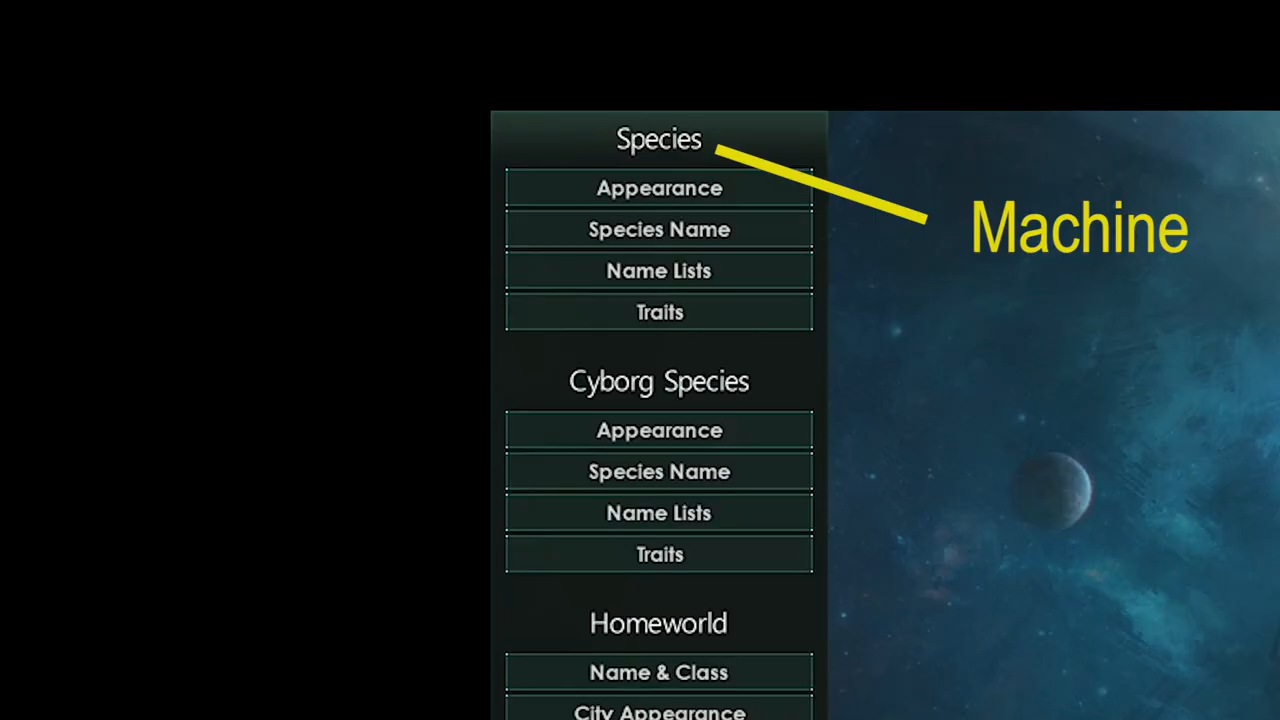 Species
Appearance
Species Name
Name Lists
Traits
Machine
Cyborg Species
Appearance
Species Name
Name Lists
Traits
Homeworld
Name & Class
City Appearance